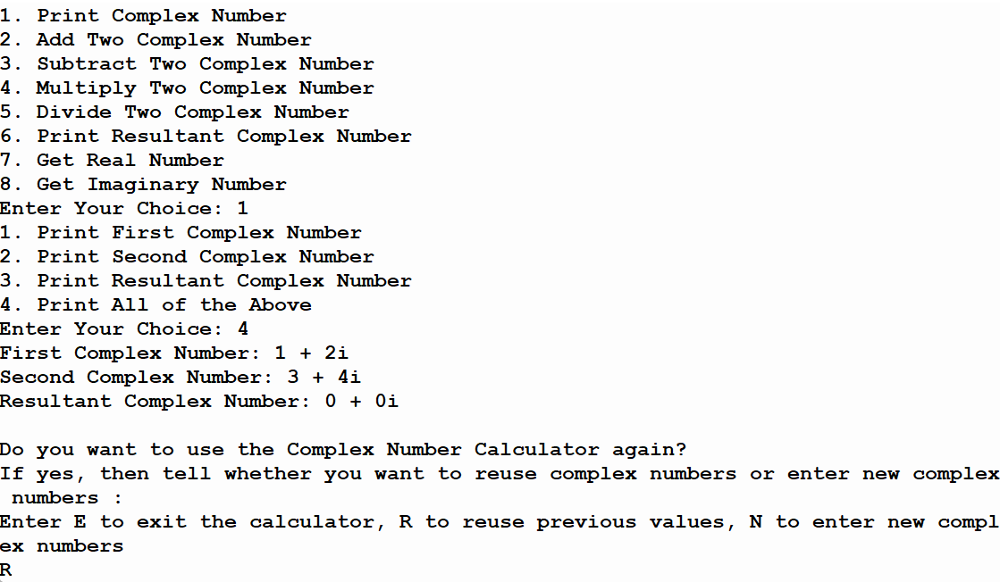 1. Print Complex Number
2. Add Two Complex Number
3. Subtract Two Complex Number
4. Multiply Two Complex Number
5. Divide Two Complex Number
6. Print Resultant Complex Number
7. Get Real Number
8. Get Imaginary Number
Enter Your Choice: 1
1. Print First Complex Number
2. Print Second Complex Number
3. Print Resultant Complex Number
4. Print All of the Above
Enter Your Choice: 4
First Complex Number: 1 + 2i
Second Complex Number: 3 + 4i
Resultant Complex Number: 0 + 0i

Do you want to use the Complex Number Calculator again?
If yes, then tell whether you want to reuse complex numbers or enter new complex
 numbers :
Enter E to exit the calculator, R to reuse previous values, N to enter new compl
ex numbers
R